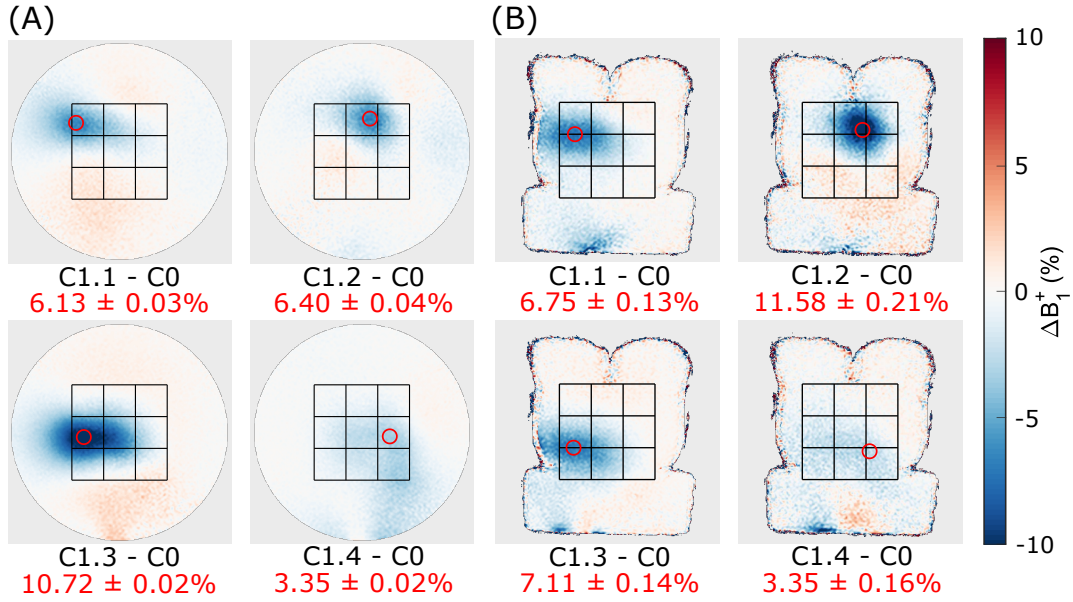 (A)
(B)
C1.1 - C0
6.13 ± 0.03%
C1.2 - C0
6.40 ± 0.04%
C1.1 - C0
6.75 ± 0.13%
C1.2 - C0
11.58 ± 0.21%
C1.3 - C0
10.72 ± 0.02%
C1.4 - C0
3.35 ± 0.02%
C1.3 - C0
7.11 ± 0.14%
C1.4 - C0
3.35 ± 0.16%
10
5
0
-5
-10
ΔB₁⁺ (%)